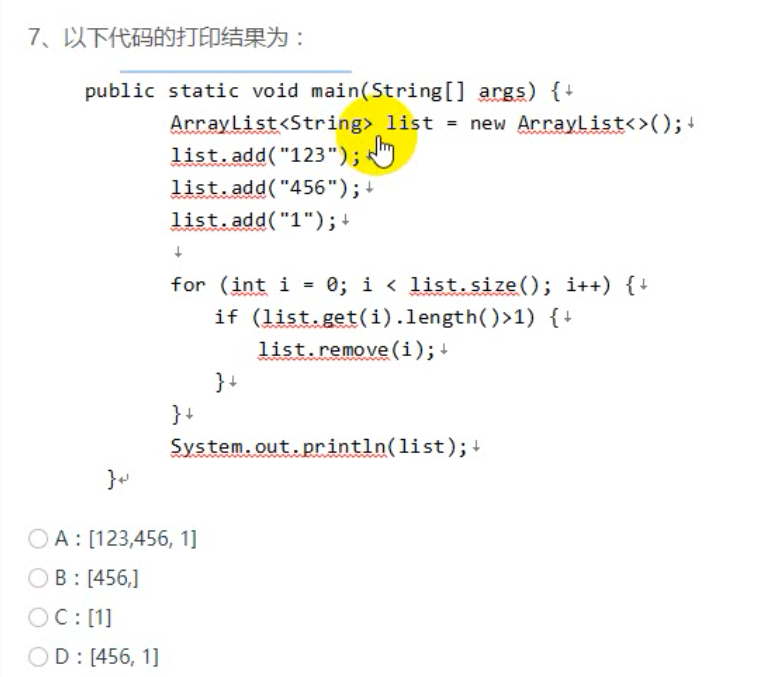 7、以下代码的打印结果为：
public static void main(String[] args) {↓
ArrayList<String> list = new ArrayList<>();↓
list.add("123");↓
list.add("456");↓
list.add("1");↓
↓
for (int i = 0; i < list.size(); i++) {↓
if (list.get(i).length()>1) {↓
list.remove(i);↓
}↓
}↓
System.out.println(list);↓
}↵
A : [123,456, 1]
B : [456,]
C : [1]
D : [456, 1]